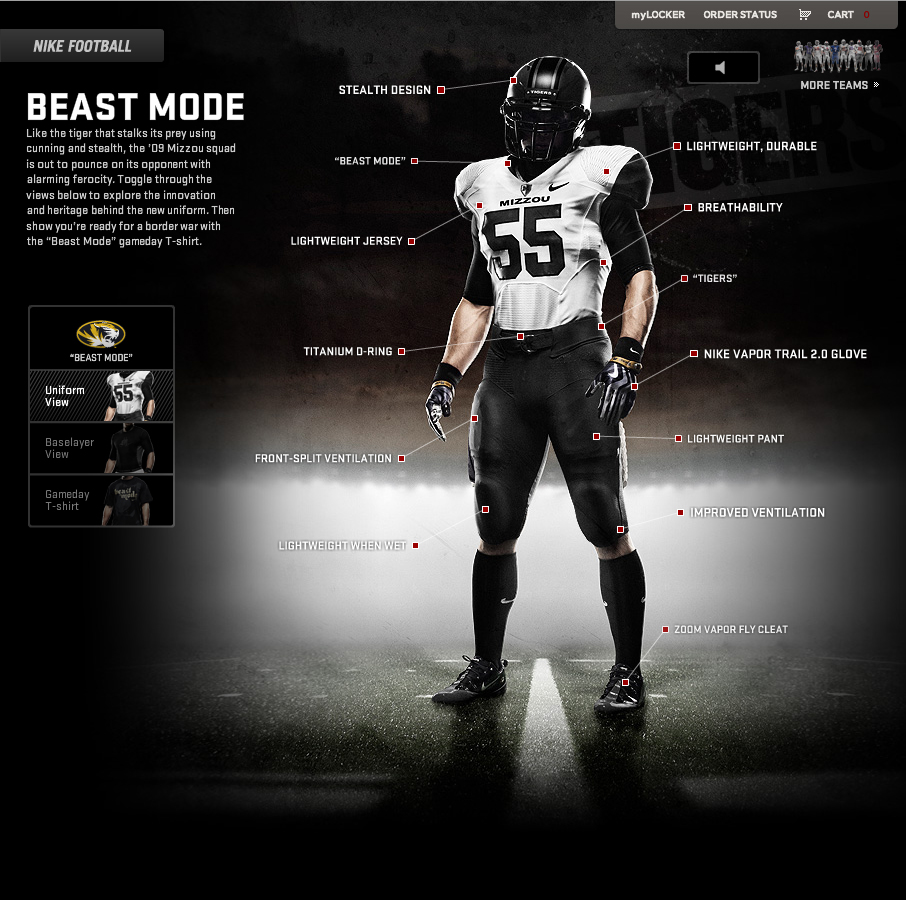 myLOCKER ORDER STATUS CART 0
NIKE FOOTBALL
MORE TEAMS »
BEAST MODE
Like the tiger that stalks its prey using
cunning and stealth, the '09 Mizzou squad
is out to pounce on its opponent with
alarming ferocity. Toggle through the
views below to explore the innovation
and heritage behind the new uniform. Then
show you're ready for a border war with
the “Beast Mode” gameday T-shirt.
“BEAST MODE”
Uniform
View
55
Baselayer
View
Gameday
T-shirt
beast
mode
TIGERS
STEALTH DESIGN
TIGERS
LIGHTWEIGHT, DURABLE
“BEAST MODE”
MIZZOU
55
BREATHABILITY
LIGHTWEIGHT JERSEY
“TIGERS”
TITANIUM D-RING
NIKE VAPOR TRAIL 2.0 GLOVE
LIGHTWEIGHT PANT
FRONT-SPLIT VENTILATION
IMPROVED VENTILATION
LIGHTWEIGHT WHEN WET
ZOOM VAPOR FLY CLEAT